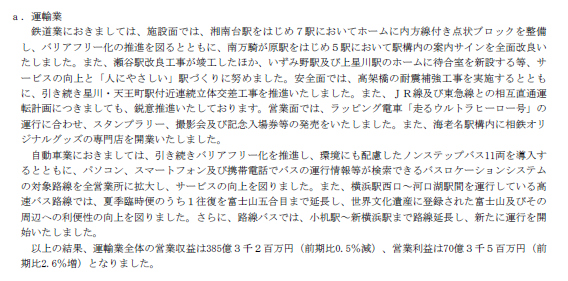 a．運輸業
鉄道業におきましては、施設面では、湘南台駅をはじめ７駅においてホームに内方線付き点状ブロックを整備
し、バリアフリー化の推進を図るとともに、南万騎が原駅をはじめ５駅において駅構内の案内サインを全面改良い
たしました。また、瀬谷駅改良工事が竣工したほか、いずみ野駅及び上星川駅のホームに待合室を新設する等、サ
ービスの向上と「人にやさしい」駅づくりに努めました。安全面では、高架橋の耐震補強工事を実施するととも
に、引き続き星川・天王町駅付近連続立体交差工事を推進いたしました。また、ＪＲ線及び東急線との相互直通運
転計画につきましても、鋭意推進いたしております。営業面では、ラッピング電車「走るウルトラヒーロー号」の
運行に合わせ、スタンプラリー、撮影会及び記念入場券等の発売をいたしました。また、海老名駅構内に相鉄オリ
ジナルグッズの専門店を開業いたしました。
自動車業におきましては、引き続きバリアフリー化を推進し、環境にも配慮したノンステップバス11両を導入す
るとともに、パソコン、スマートフォン及び携帯電話でバスの運行情報等が検索できるバスロケーションシステム
の対象路線を全営業所に拡大し、サービスの向上を図りました。また、横浜駅西口～河口湖駅間を運行している高
速バス路線では、夏季臨時便のうち１往復を富士山五合目まで延長し、世界文化遺産に登録された富士山及びその
周辺への利便性の向上を図りました。さらに、路線バスでは、小机駅～新横浜駅まで路線延長し、新たに運行を開
始いたしました。
以上の結果、運輸業全体の営業収益は385億３千２百万円（前期比0.5％減）、営業利益は70億３千５百万円（前
期比2.6％増）となりました。